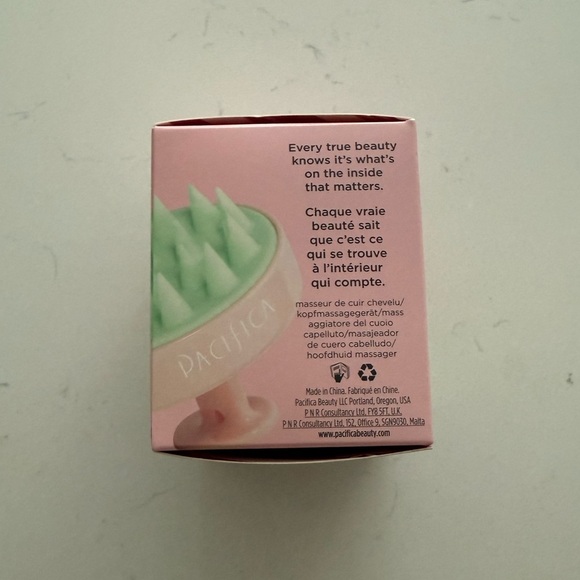 Every true beauty
knows it's what's
on the inside
that matters.
Chaque vraie
beauté sait
que c'est ce
qui se trouve
à l'intérieur
qui compte.
PACIFICA
masseur de cuir chevelu/
kopfmassagegerät/mass
aggiatore del cuoio
capelluto/masajeador
de cuero cabelludo/
hoofdhuid massager
Made in China. Fabriqué en Chine.
Pacifica Beauty LLC Portland, Oregon, USA
P N R Consultancy Ltd, FY8 5FT, U.K.
P N R Consultancy Ltd, 152, Office 9, SGN9030, Malta
www.pacificabeauty.com